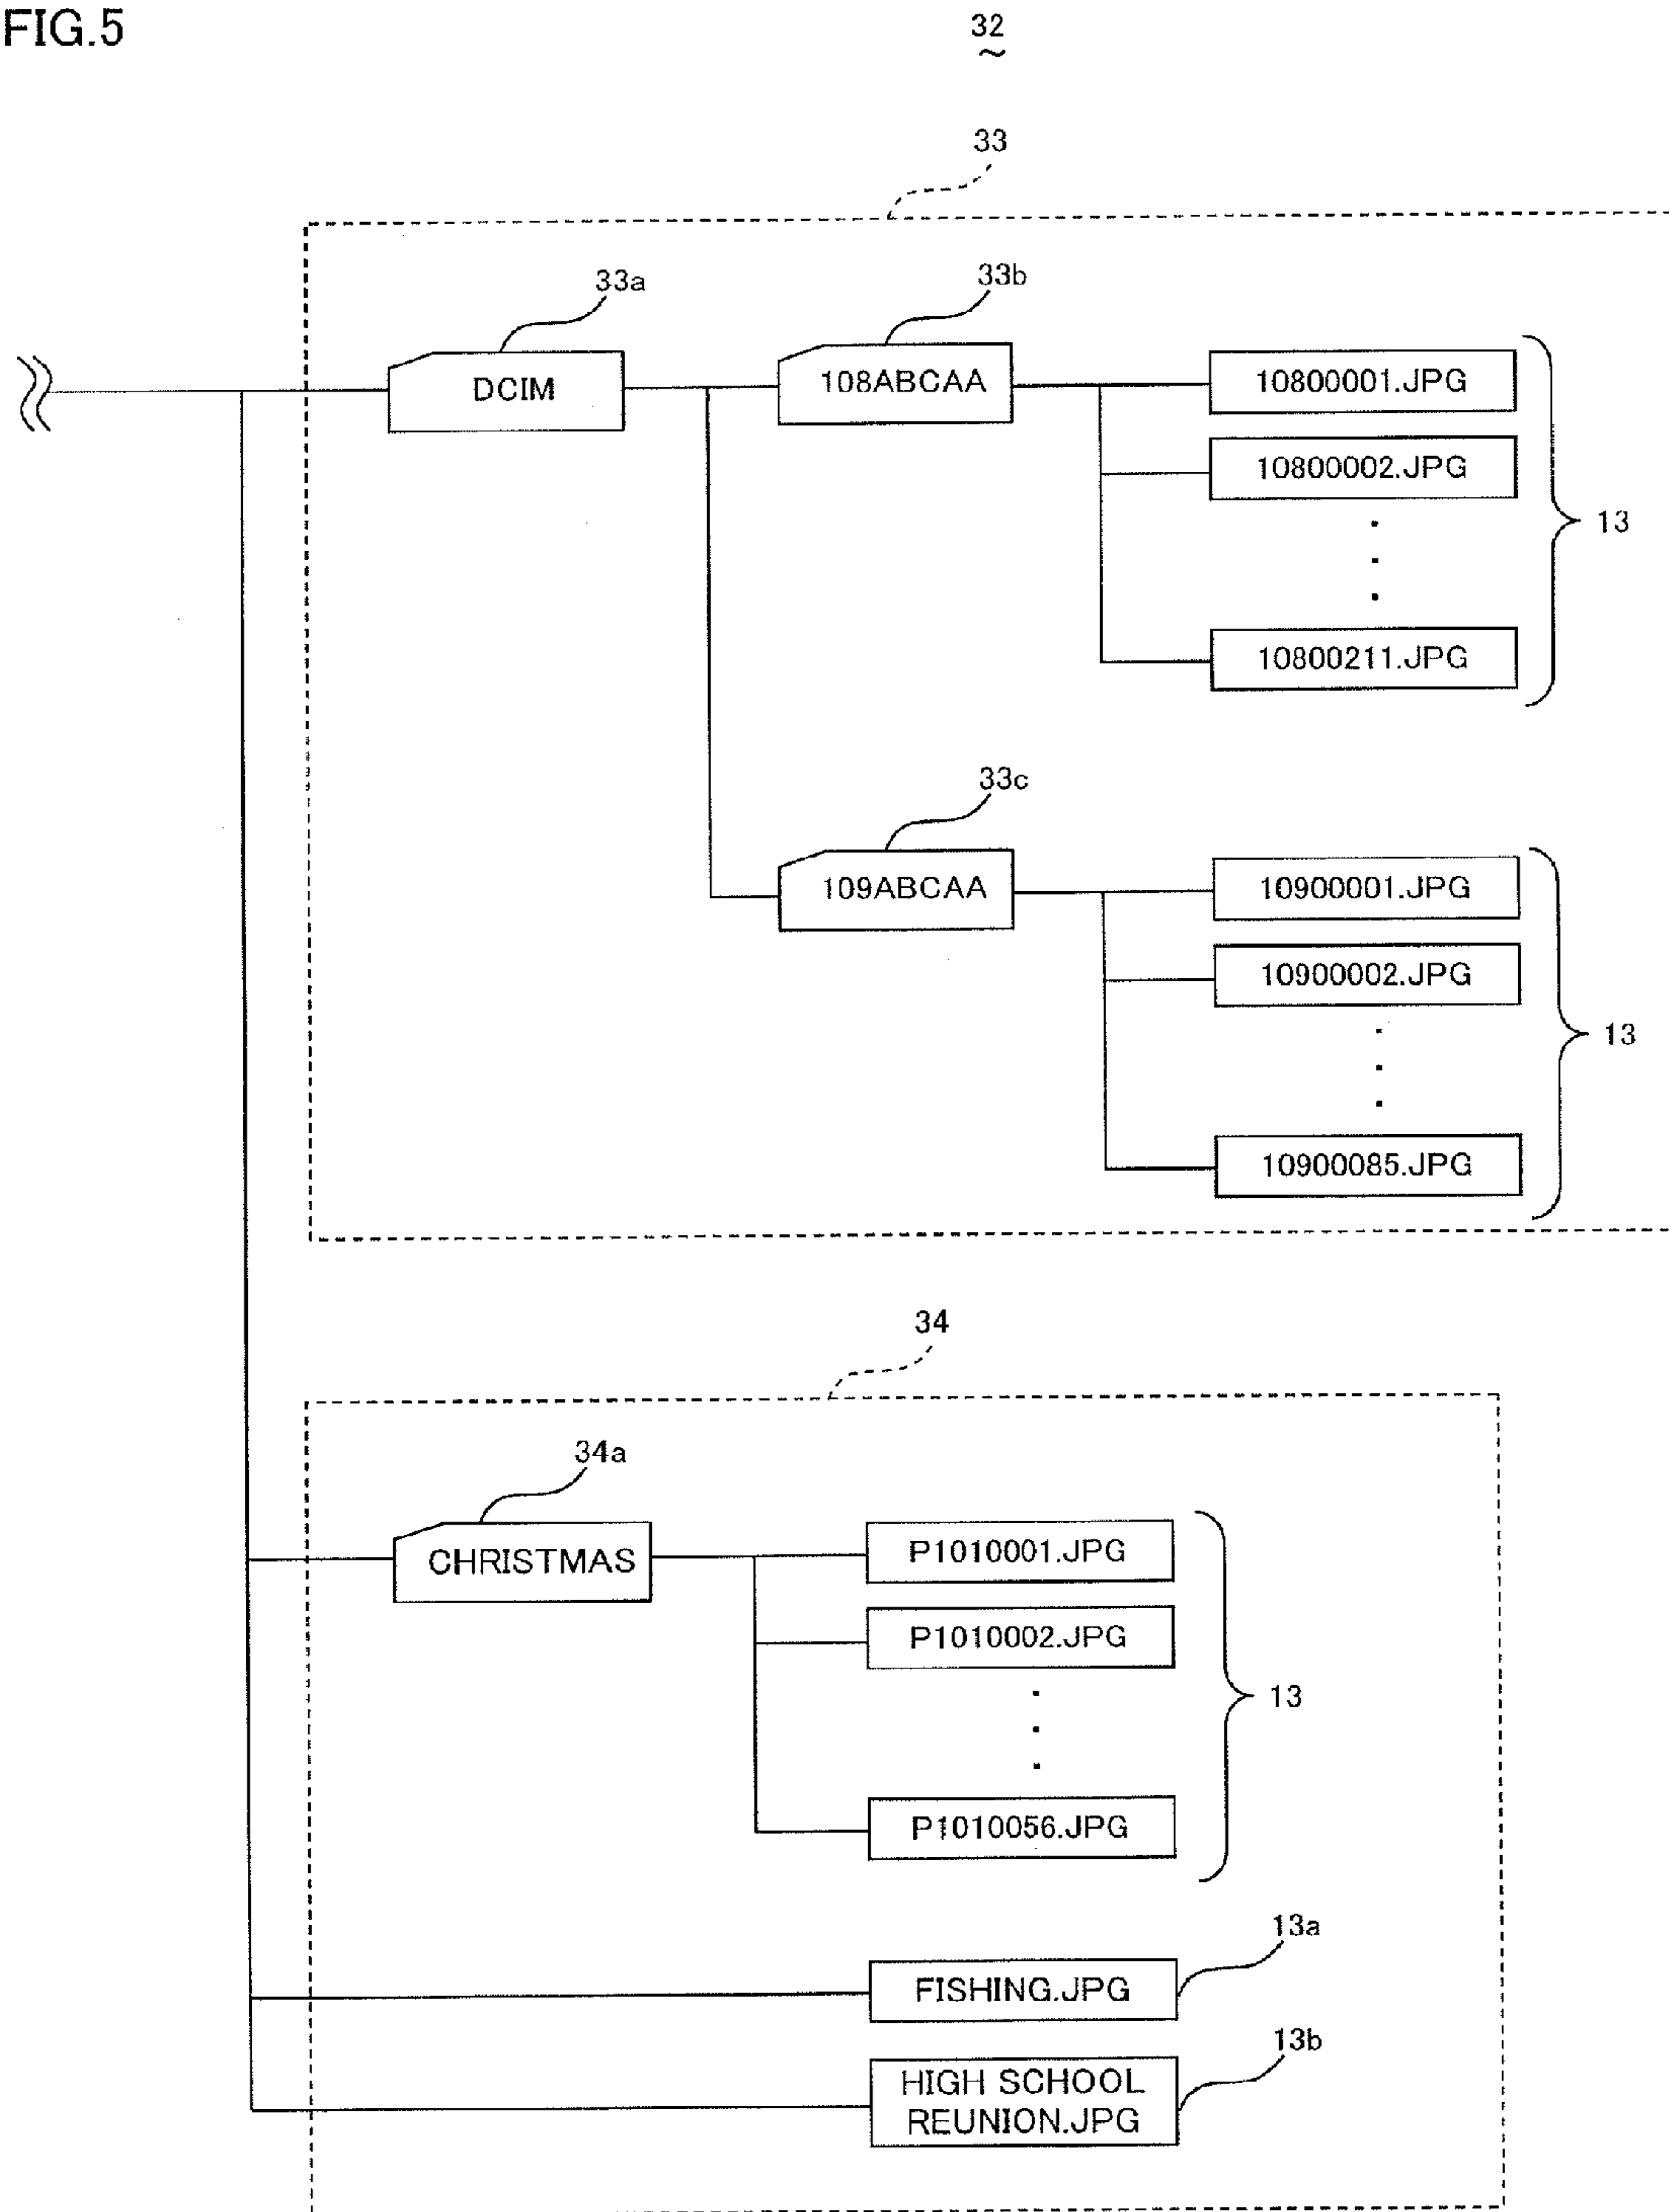 FIG.5
32
33
33a
33b
DCIM
108ABCAA
10800001.JPG
10800002.JPG
13
10800211.JPG
33c
109ABCAA
10900001.JPG
10900002.JPG
13
10900085.JPG
34
34a
CHRISTMAS
P1010001.JPG
P1010002.JPG
13
P1010056.JPG
13a
FISHING.JPG
13b
HIGH SCHOOL
REUNION.JPG